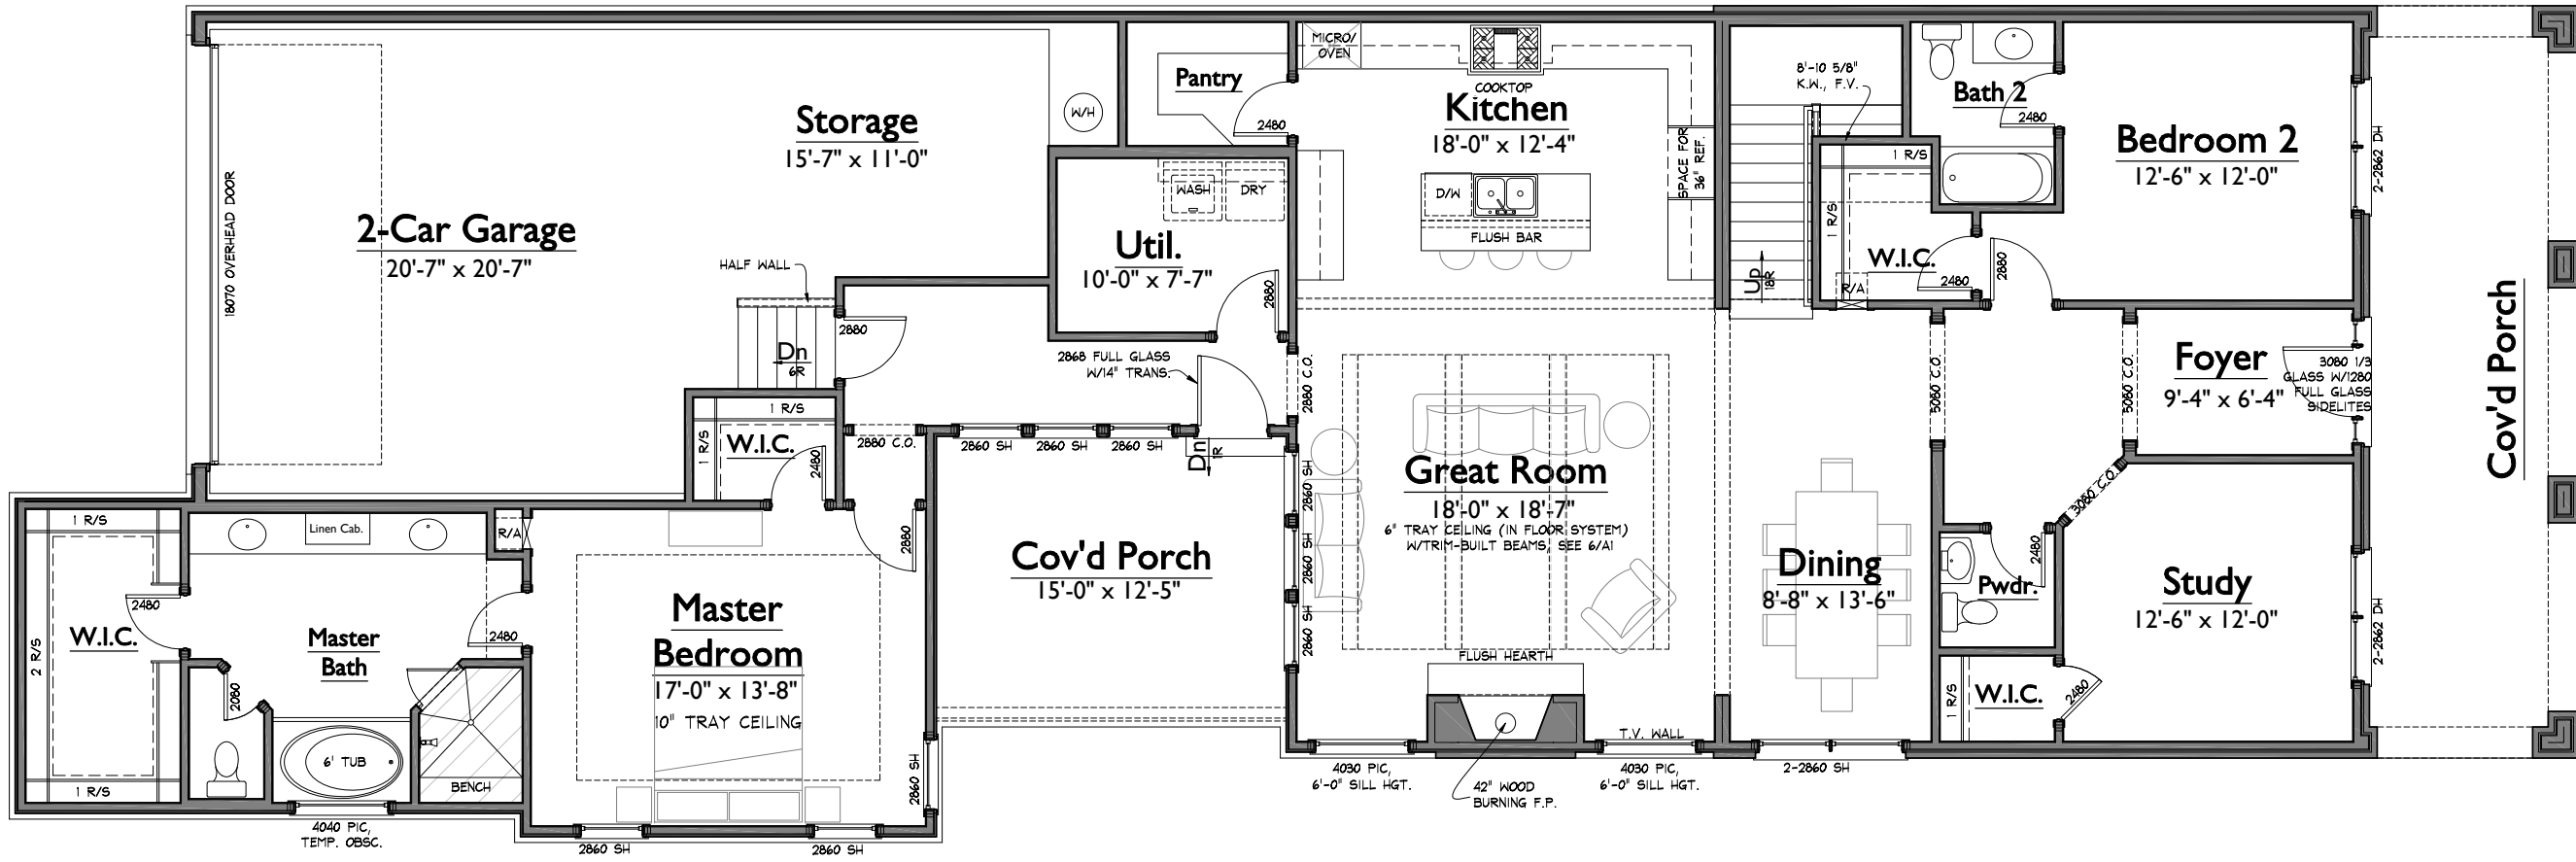 18070 OVERHEAD DOOR
2-Car Garage
20'-7" x 20'-7"
Storage
15'-7" x 11'-0"
W/H
HALF WALL
Dn
6R
2880
Pantry
2480
WASH
DRY
Util.
10'-0" x 7'-7"
2880
2868 FULL GLASS
W/14" TRANS.
2880 C.O.
1 R/S
1 R/S
W.I.C.
2480
2880 C.O.
2860 SH
2860 SH
2860 SH
Dn
1R
MICRO/
OVEN
COOKTOP
Kitchen
18'-0" x 12'-4"
SPACE FOR
36" REF.
D/W
FLUSH BAR
Up
18R
8'-10 5/8"
K.W., F.V.
1 R/S
1 R/S
W.I.C.
2480
R/A
Bath 2
2480
2880
Bedroom 2
12'-6" x 12'-0"
2-2862 DH
5080 C.O.
5080 C.O.
Foyer
9'-4" x 6'-4"
3080 1/3
GLASS W/1280
FULL GLASS
SIDELITES
Cov'd Porch
1 R/S
2 R/S
2480
W.I.C.
1 R/S
Linen Cab.
R/A
Master
Bath
2480
2080
6' TUB
BENCH
4040 PIC,
TEMP. OBSC.
2880
Master
Bedroom
17'-0" x 13'-8"
10" TRAY CEILING
2860 SH
2860 SH
2860 SH
Cov'd Porch
15'-0" x 12'-5"
2860 SH
2860 SH
2860 SH
Great Room
18'-0" x 18'-7"
6" TRAY CEILING (IN FLOOR SYSTEM)
W/TRIM-BUILT BEAMS, SEE 6/A1
FLUSH HEARTH
T.V. WALL
4030 PIC,
6'-0" SILL HGT.
42" WOOD
BURNING F.P.
4030 PIC,
6'-0" SILL HGT.
Dining
8'-8" x 13'-6"
2-2860 SH
3080 C.O.
2480
Pwdr.
1 R/S
W.I.C.
2480
Study
12'-6" x 12'-0"
2-2862 DH